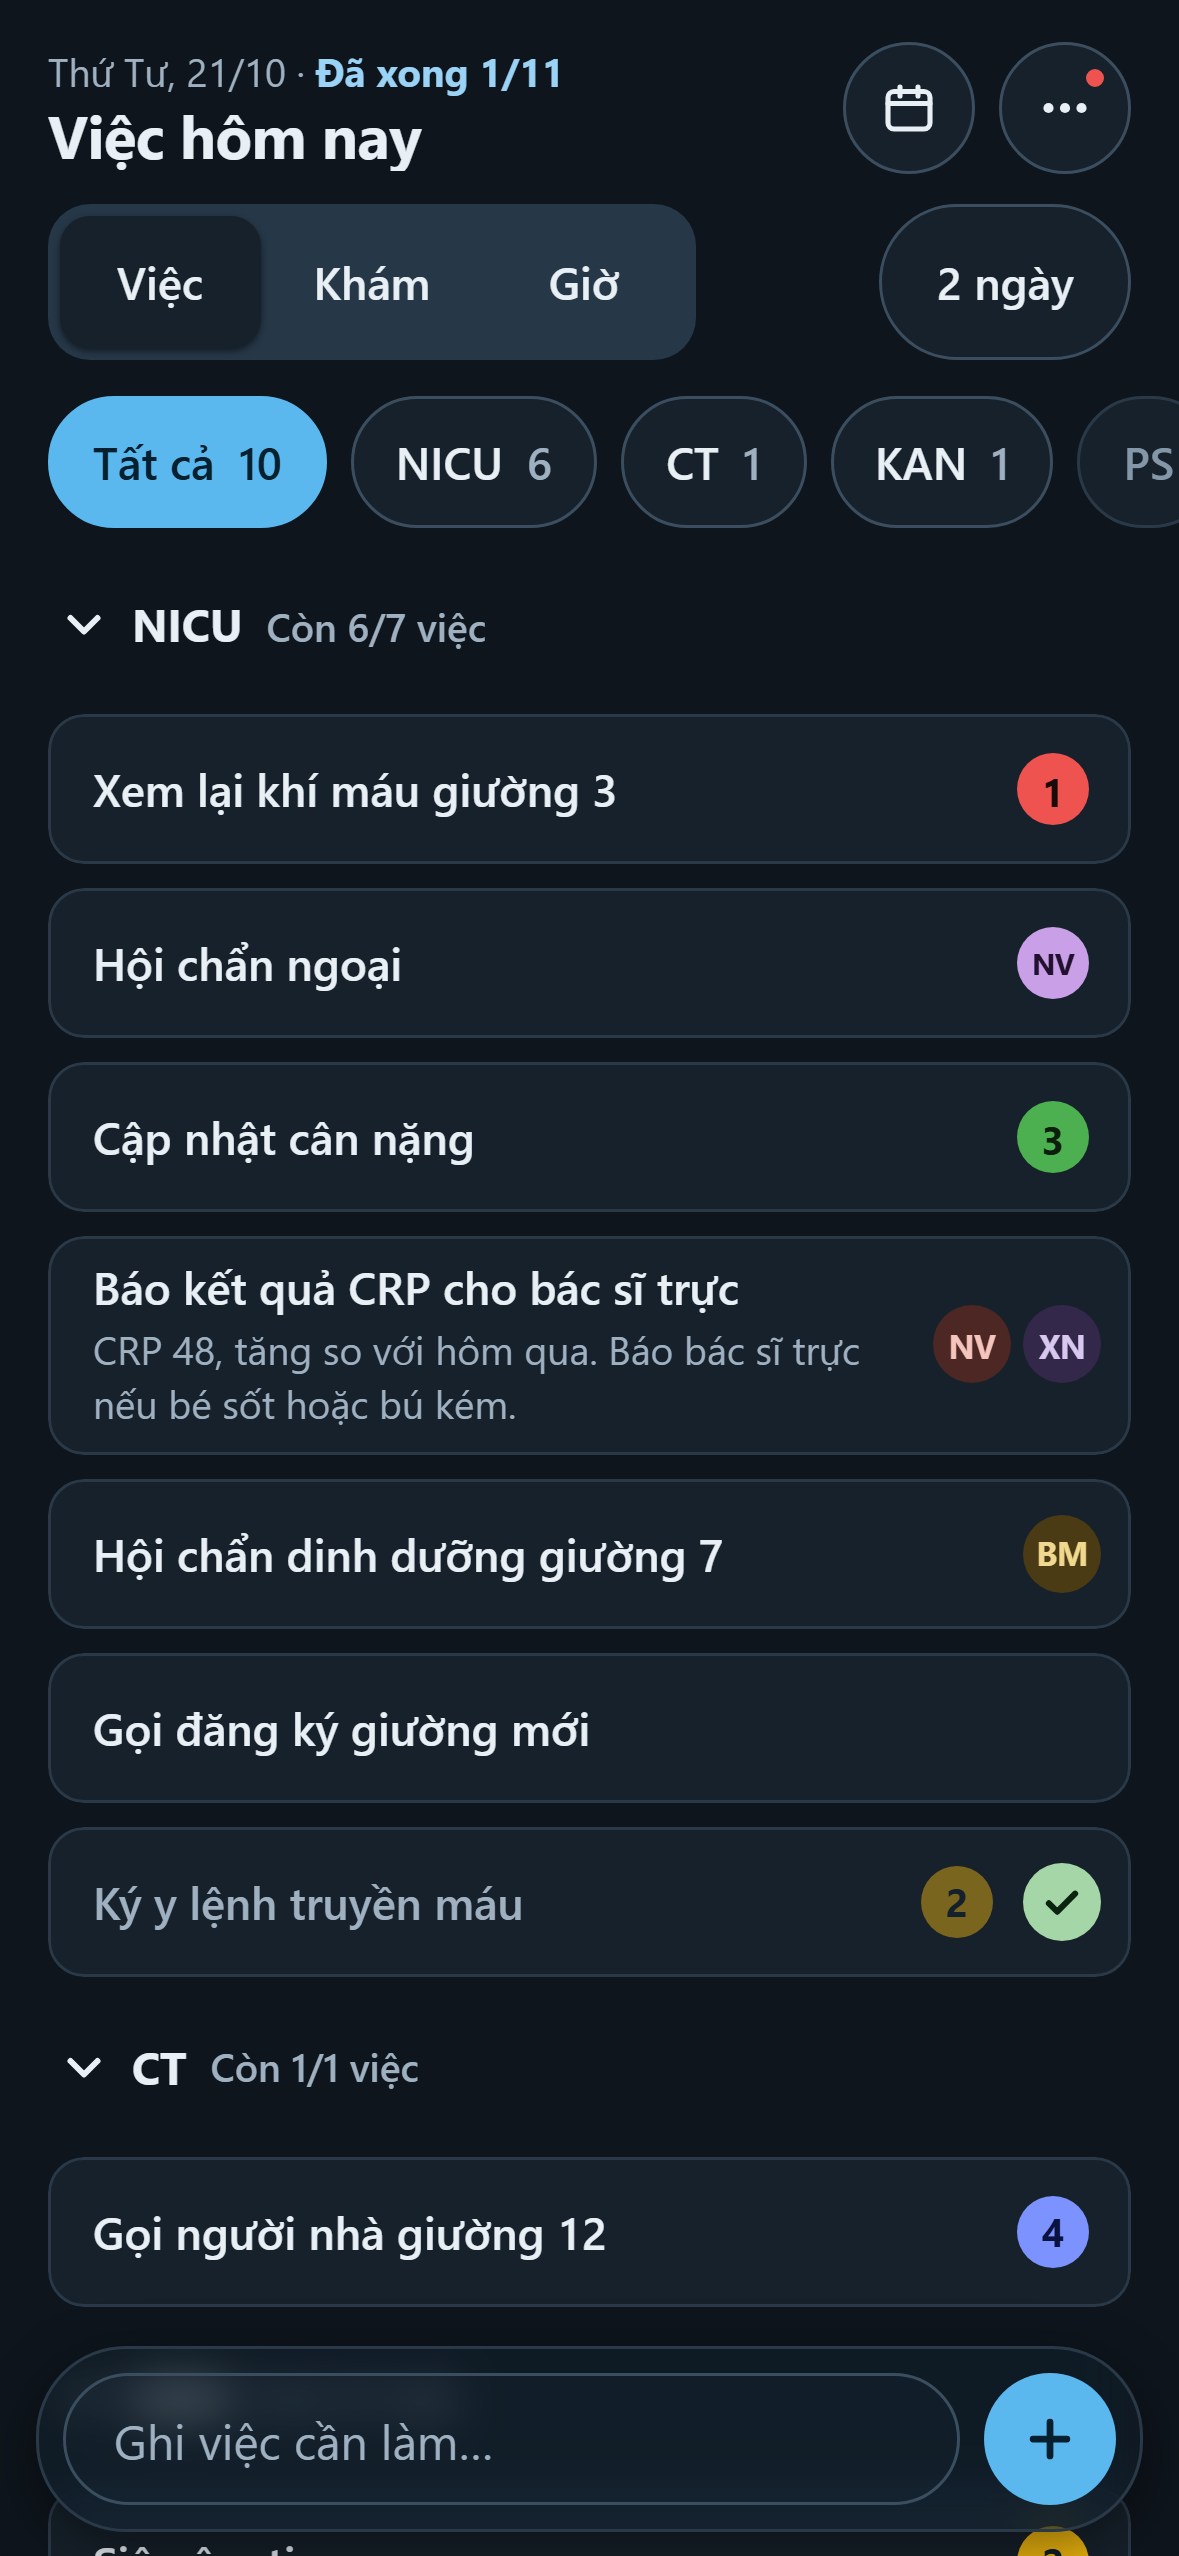 Thứ Tư, 21/10 · Đã xong 1/11
Việc hôm nay
Việc Khám Giờ 2 ngày
Tất cả 10 NICU 6 CT 1 KAN 1 PS
NICU Còn 6/7 việc
Xem lại khí máu giường 3 1
Hội chẩn ngoại NV
Cập nhật cân nặng 3
Báo kết quả CRP cho bác sĩ trực
CRP 48, tăng so với hôm qua. Báo bác sĩ trực
nếu bé sốt hoặc bú kém.
NV XN
Hội chẩn dinh dưỡng giường 7 BM
Gọi đăng ký giường mới
Ký y lệnh truyền máu 2
CT Còn 1/1 việc
Gọi người nhà giường 12 4
Ghi việc cần làm...